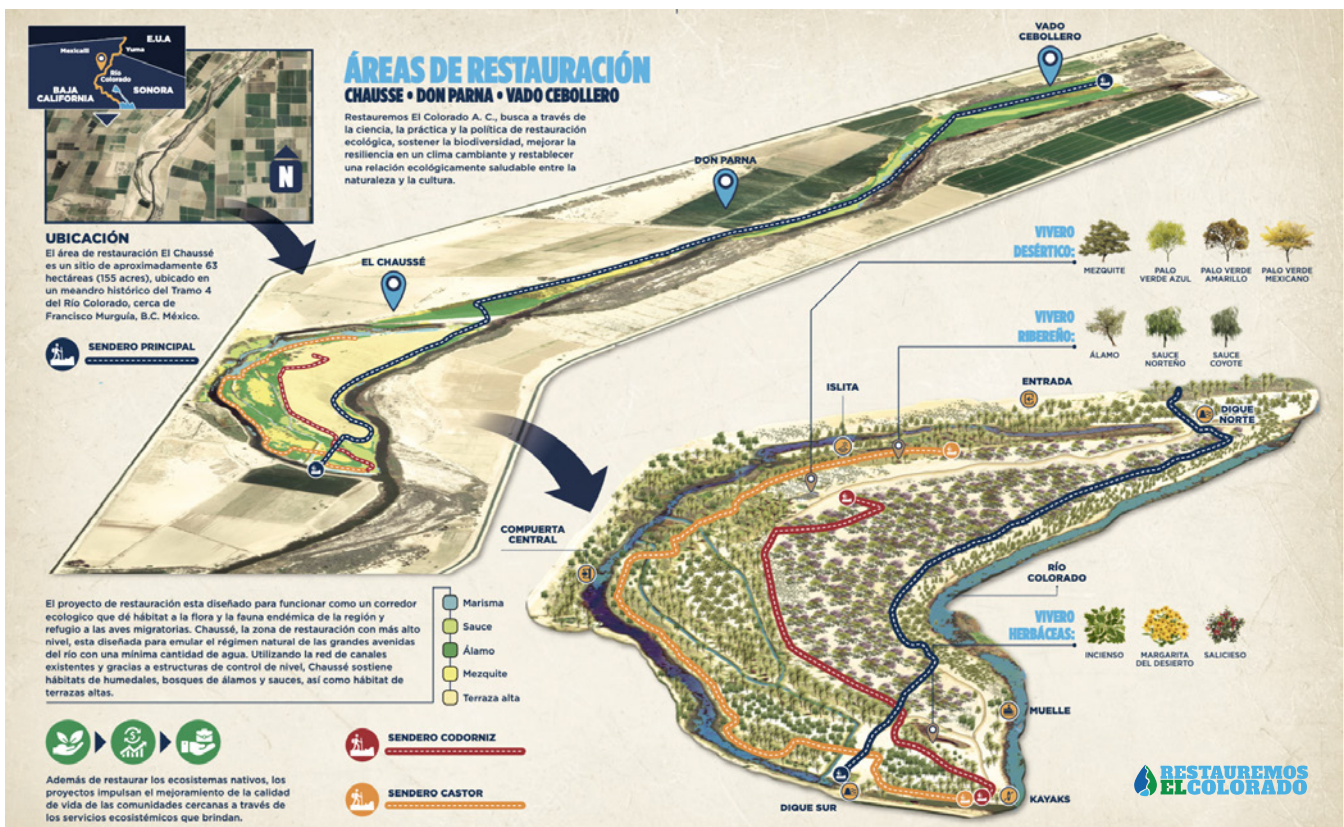 E.U.A
Mexicali
Yuma
Río
Colorado
BAJA
CALIFORNIA
SONORA
N
ÁREAS DE RESTAURACIÓN
CHAUSSE • DON PARNA • VADO CEBOLLERO
Restauremos El Colorado A. C., busca a través de
la ciencia, la práctica y la política de restauración
ecológica, sostener la biodiversidad, mejorar la
resiliencia en un clima cambiante y restablecer
una relación ecológicamente saludable entre la
naturaleza y la cultura.
VADO
CEBOLLERO
DON PARNA
EL CHAUSSÉ
UBICACIÓN
El área de restauración El Chaussé
es un sitio de aproximadamente 63
hectáreas (155 acres), ubicado en
un meandro histórico del Tramo 4
del Río Colorado, cerca de
Francisco Murguía, B.C. México.
SENDERO PRINCIPAL
VIVERO
DESÉRTICO:
MEZQUITE
PALO
VERDE AZUL
PALO VERDE
AMARILLO
PALO VERDE
MEXICANO
VIVERO
RIBEREÑO:
ÁLAMO
SAUCE
NORTEÑO
SAUCE
COYOTE
ISLITA
ENTRADA
DIQUE
NORTE
COMPUERTA
CENTRAL
RÍO
COLORADO
VIVERO
HERBÁCEAS:
INCIENSO
MARGARITA
DEL DESIERTO
SALICIESO
MUELLE
KAYAKS
DIQUE SUR
El proyecto de restauración esta diseñado para funcionar como un corredor
ecologico que dé hábitat a la flora y la fauna endémica de la región y
refugio a las aves migratorias. Chaussé, la zona de restauración con más alto
nivel, esta diseñada para emular el régimen natural de las grandes avenidas
del río con una mínima cantidad de agua. Utilizando la red de canales
existentes y gracias a estructuras de control de nivel, Chaussé sostiene
hábitats de humedales, bosques de álamos y sauces, así como hábitat de
terrazas altas.
Marisma
Sauce
Álamo
Mezquite
Terraza alta
Además de restaurar los ecosistemas nativos, los
proyectos impulsan el mejoramiento de la calidad
de vida de las comunidades cercanas a través de
los servicios ecosistémicos que brindan.
SENDERO CODORNIZ
SENDERO CASTOR
RESTAUREMOS
EL COLORADO